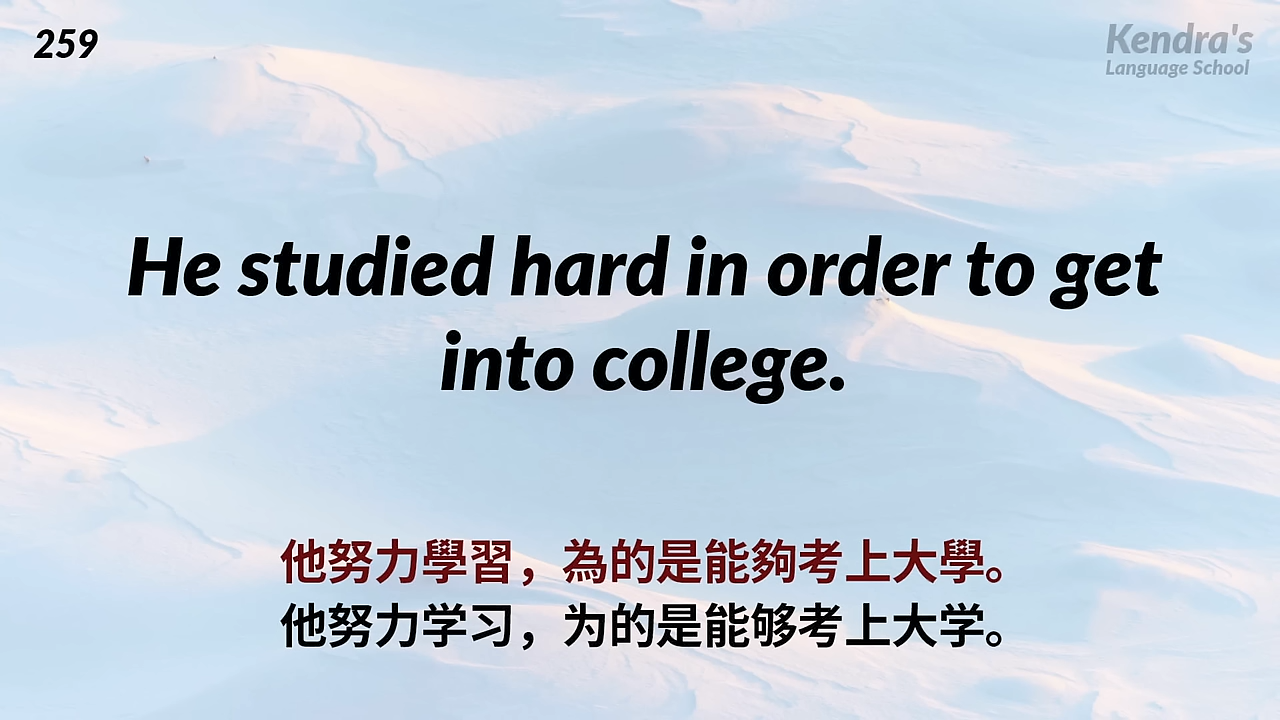 259
Kendra's
Language School
He studied hard in order to get
into college.
他努力學習，為的是能夠考上大學。
他努力学习，为的是能够考上大学。